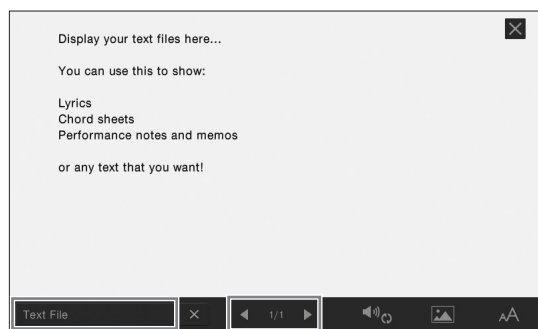 Display your text files here...
You can use this to show:
Lyrics
Chord sheets
Performance notes and memos
or any text that you want!
Text File
1/1
AA